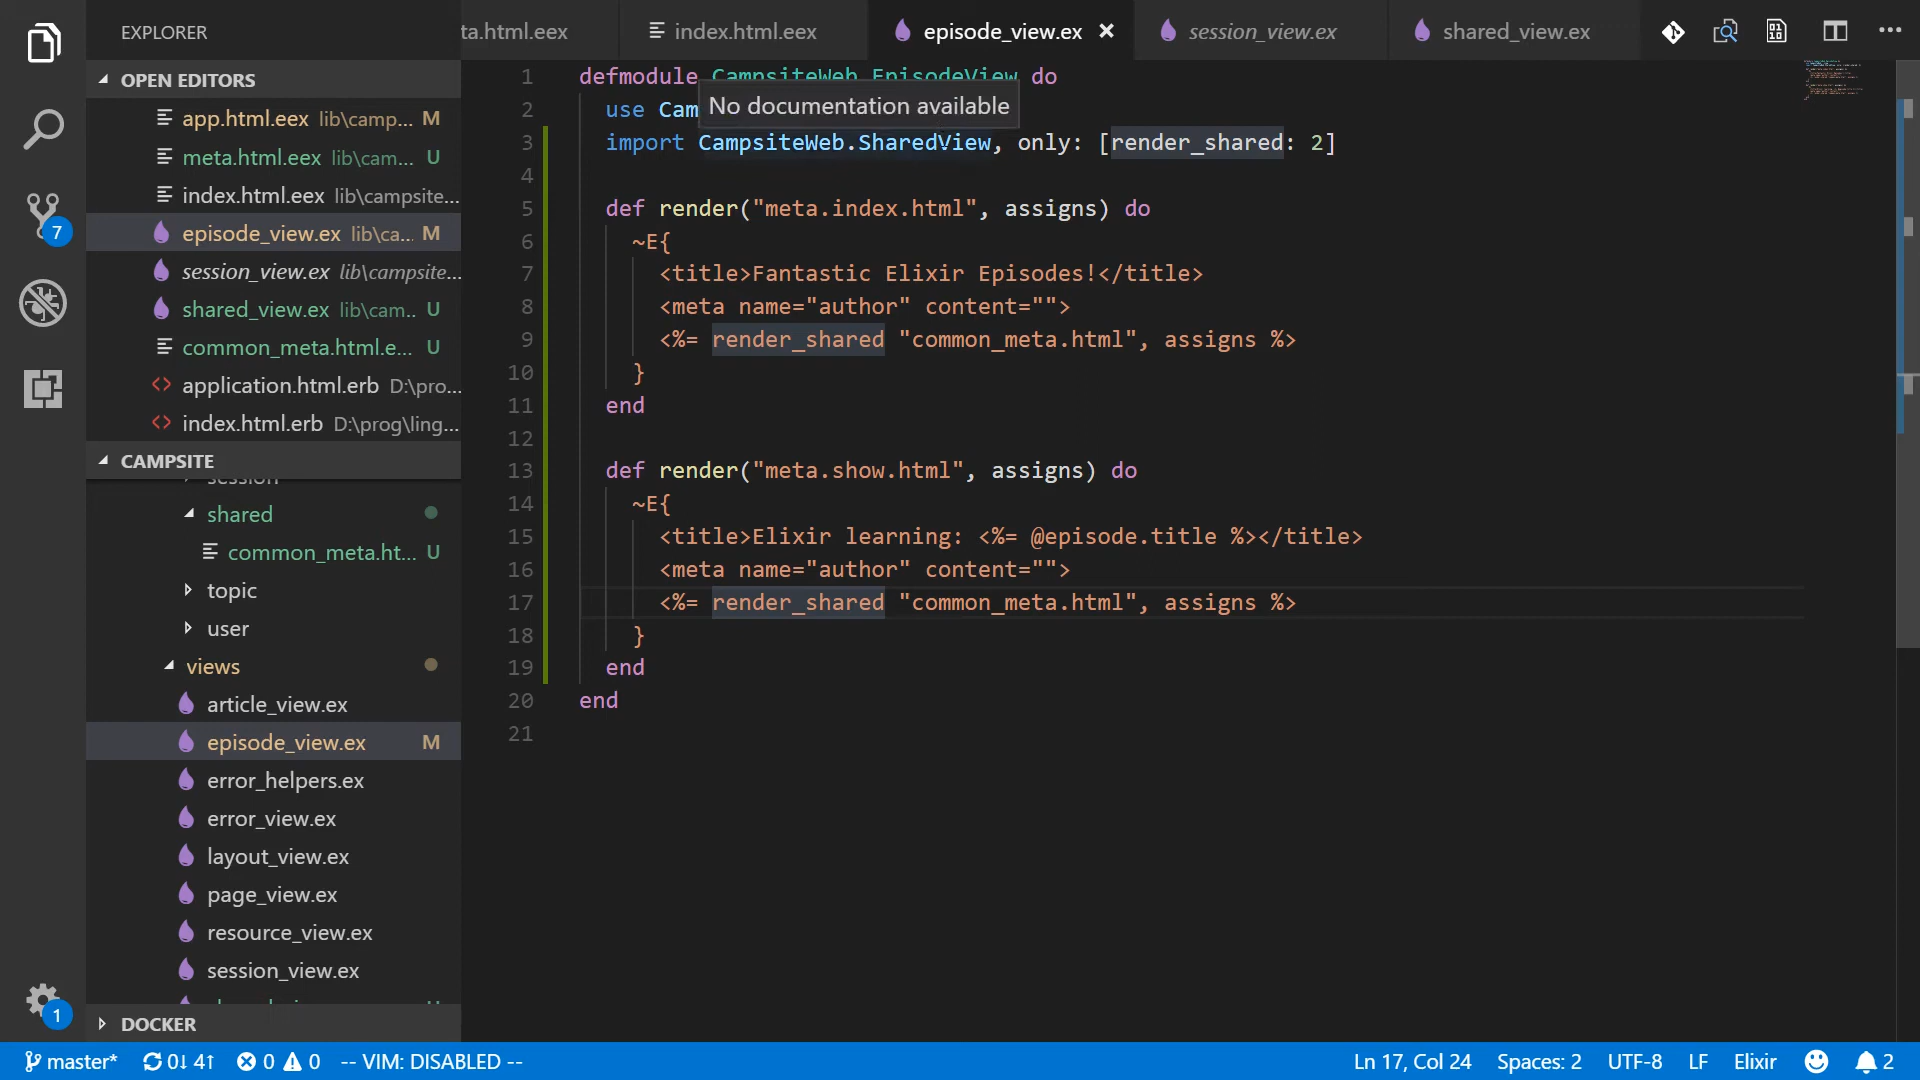 EXPLORER
ta.html.eex
index.html.eex
episode_view.ex
session_view.ex
shared_view.ex
OPEN EDITORS
app.html.eex lib\camp... M
meta.html.eex lib\cam... U
index.html.eex lib\campsite...
episode_view.ex lib\ca... M
session_view.ex lib\campsite...
shared_view.ex lib\cam... U
common_meta.html.e... U
application.html.erb D:\pro...
index.html.erb D:\prog\ling...
7
CAMPSITE
session
shared
common_meta.ht... U
topic
user
views
article_view.ex
episode_view.ex M
error_helpers.ex
error_view.ex
layout_view.ex
page_view.ex
resource_view.ex
session_view.ex
DOCKER
1
1 defmodule CampsiteWeb.EpisodeView do
No documentation available
2 use Cam
3 import CampsiteWeb.SharedView, only: [render_shared: 2]
4
5 def render("meta.index.html", assigns) do
6 ~E{
7 <title>Fantastic Elixir Episodes!</title>
8 <meta name="author" content="">
9 <%= render_shared "common_meta.html", assigns %>
10 }
11 end
12
13 def render("meta.show.html", assigns) do
14 ~E{
15 <title>Elixir learning: <%= @episode.title %></title>
16 <meta name="author" content="">
17 <%= render_shared "common_meta.html", assigns %>
18 }
19 end
20 end
21
master* 0↓ 4↑ 0 0 -- VIM: DISABLED -- Ln 17, Col 24 Spaces: 2 UTF-8 LF Elixir 2